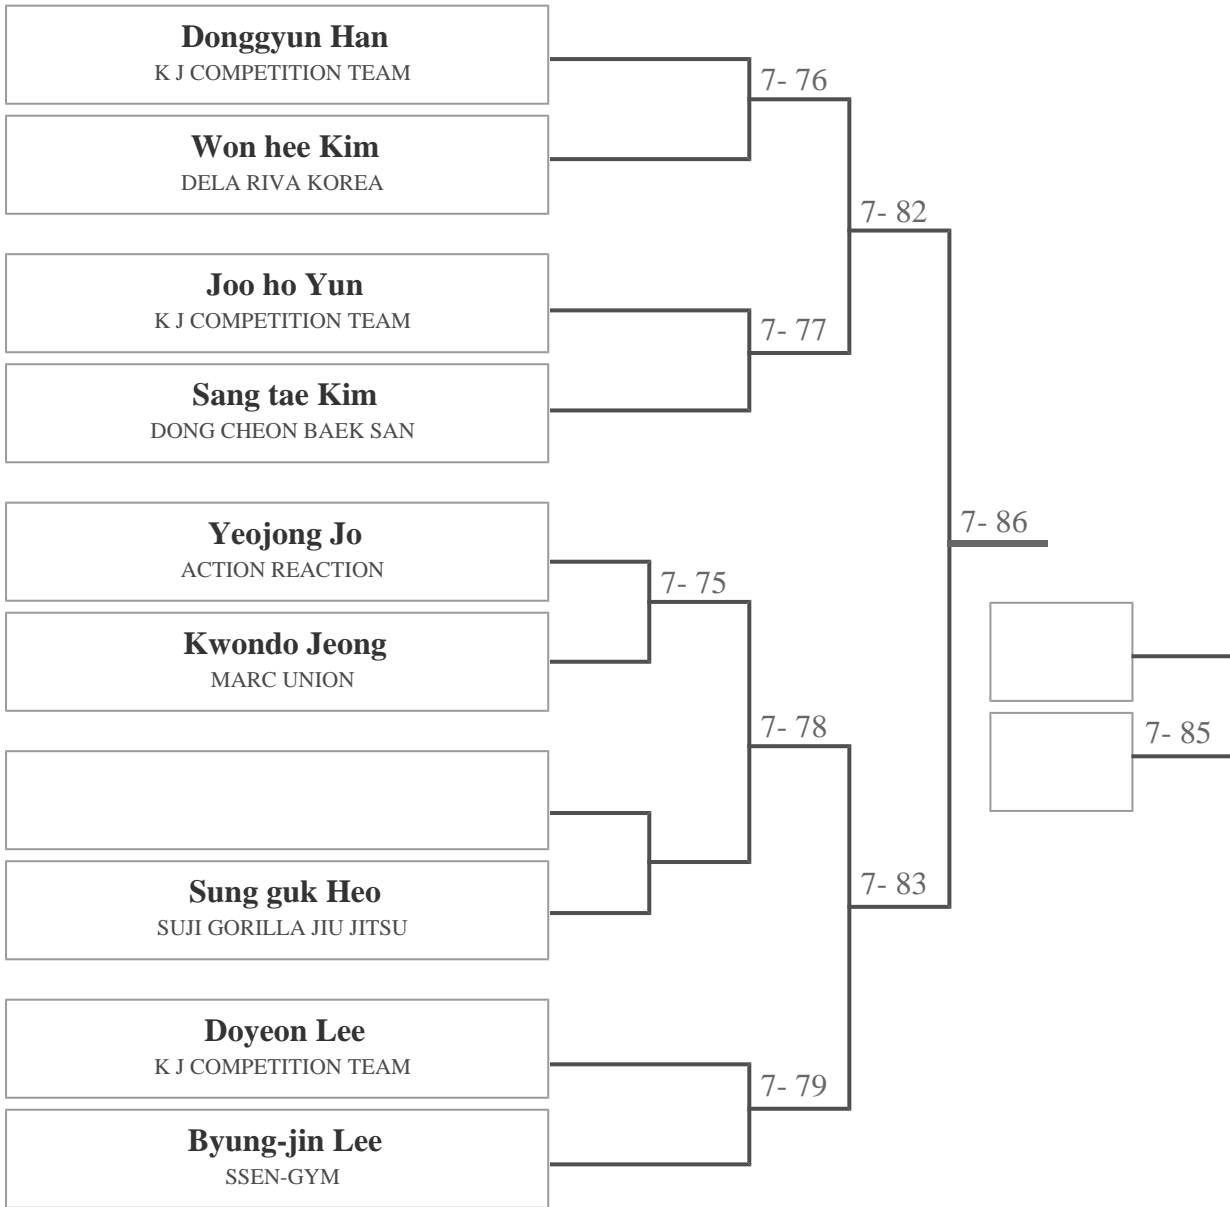 Donggyun Han
K J COMPETITION TEAM
7- 76
Won hee Kim
DELA RIVA KOREA
7- 82
Joo ho Yun
K J COMPETITION TEAM
7- 77
Sang tae Kim
DONG CHEON BAEK SAN
Yeojong Jo
ACTION REACTION
7- 86
7- 75
Kwondo Jeong
MARC UNION
7- 78
7- 85
Sung guk Heo
SUJI GORILLA JIU JITSU
7- 83
Doyeon Lee
K J COMPETITION TEAM
7- 79
Byung-jin Lee
SSEN-GYM